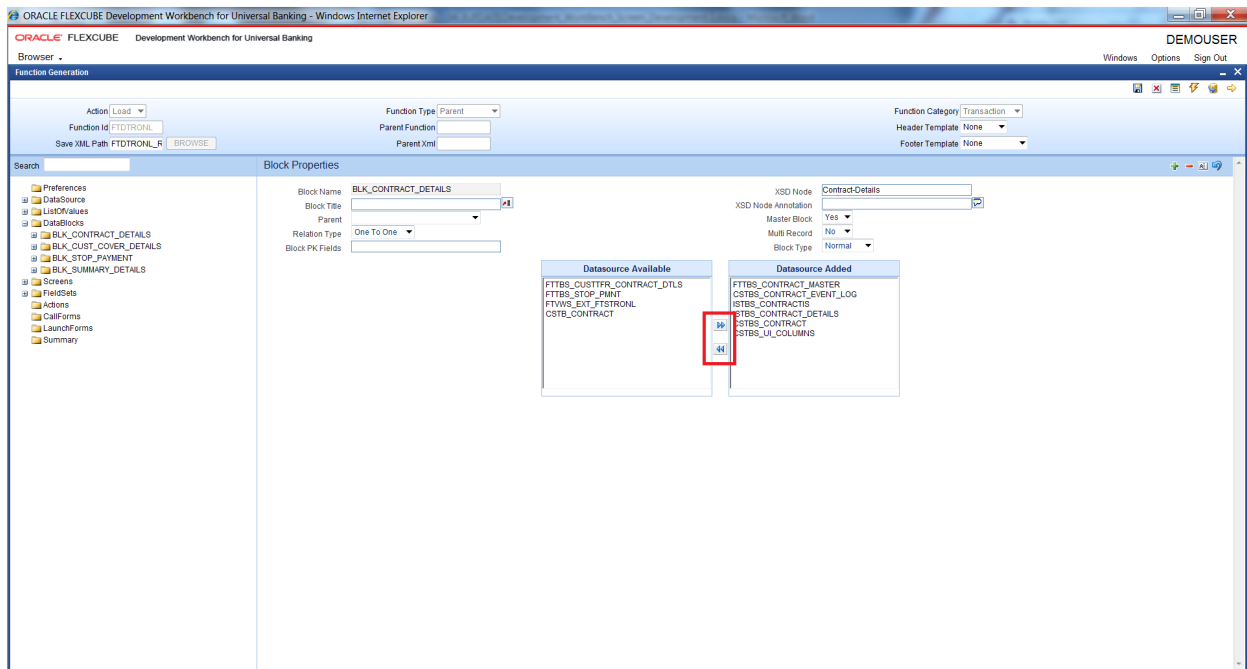 ORACLE FLEXCUBE Development Workbench for Universal Banking - Windows Internet Explorer
ORACLE FLEXCUBE Development Workbench for Universal Banking DEMOUSER
Browser Windows Options Sign Out
Function Generation
Action Load Function Type Parent Function Category Transaction
Function Id FTDTRONL Parent Function Header Template None
Save XML Path FTDTRONL_R BROWSE Parent Xml Footer Template None
Search Block Properties
Preferences
DataSource
ListOfValues
DataBlocks
BLK_CONTRACT_DETAILS
BLK_CUST_COVER_DETAILS
BLK_STOP_PAYMENT
BLK_SUMMARY_DETAILS
Screens
FieldSets
Actions
CallForms
LaunchForms
Summary
Block Name BLK_CONTRACT_DETAILS XSD Node Contract-Details
Block Title XSD Node Annotation
Parent Master Block Yes
Relation Type One To One Multi Record No
Block PK Fields Block Type Normal
Datasource Available Datasource Added
FTTBS_CUSTTFR_CONTRACT_DTLS FTTBS_CONTRACT_MASTER
FTTBS_STOP_PMNT CSTBS_CONTRACT_EVENT_LOG
FTVWS_EXT_FTSTRONL ISTBS_CONTRACTIS
CSTB_CONTRACT ISTBS_CONTRACT_DETAILS
CSTBS_CONTRACT
CSTBS_UI_COLUMNS